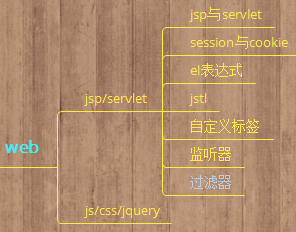 web
jsp/servlet
jsp与servlet
session与cookie
el表达式
jstl
自定义标签
监听器
过滤器
js/css/jquery